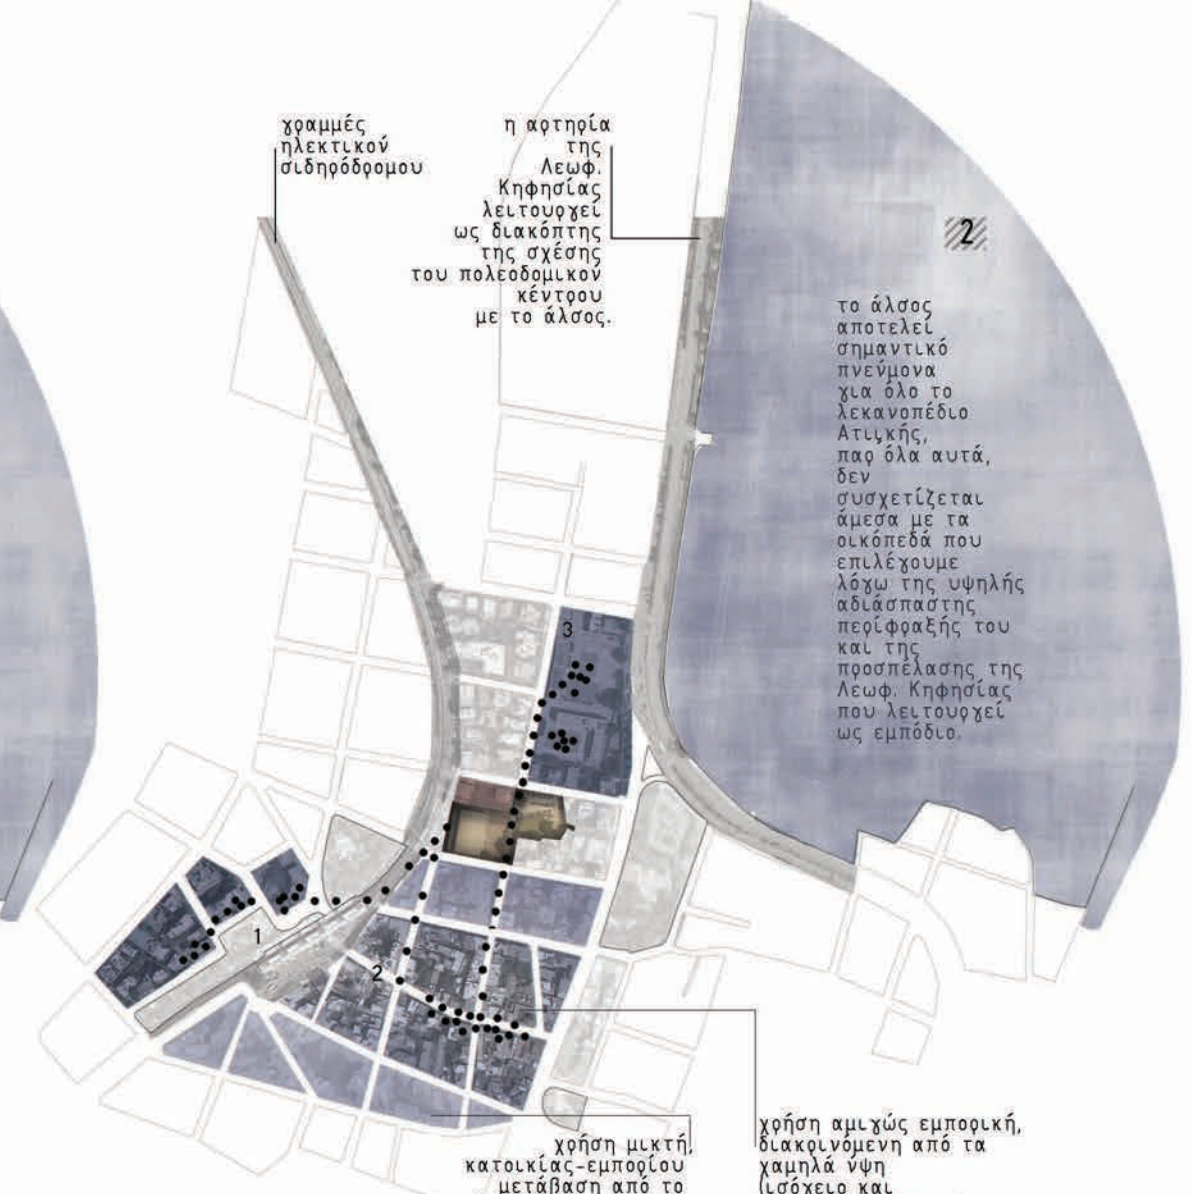 γραμμές
ηλεκτικού
σιδηρόδρομου
η αρτηρία
της
Λεωφ.
Κηφησίας
λειτουργεί
ως διακόπτης
της σχέσης
του πολεοδομικού
κέντρου
με το άλσος.
2
το άλσος
αποτελεί
σημαντικό
πνεύμονα
για όλο το
λεκανοπέδιο
Ατιικής,
παρ όλα αυτά,
δεν
συσχετίζεται
άμεσα με τα
οικόπεδά που
επιλέγουμε
λόγω της υψηλής
αδιάσπαστης
περίφραξής του
και της
προσπέλασης της
Λεωφ. Κηφησίας
που λειτουργεί
ως εμπόδιο.
3
1
2
χρήση μικτή,
κατοικίας-εμπορίου
μετάβαση από το
χρήση αμιγώς εμπορική,
διακρινόμενη από τα
χαμηλά ύψη
(ισόγειο και